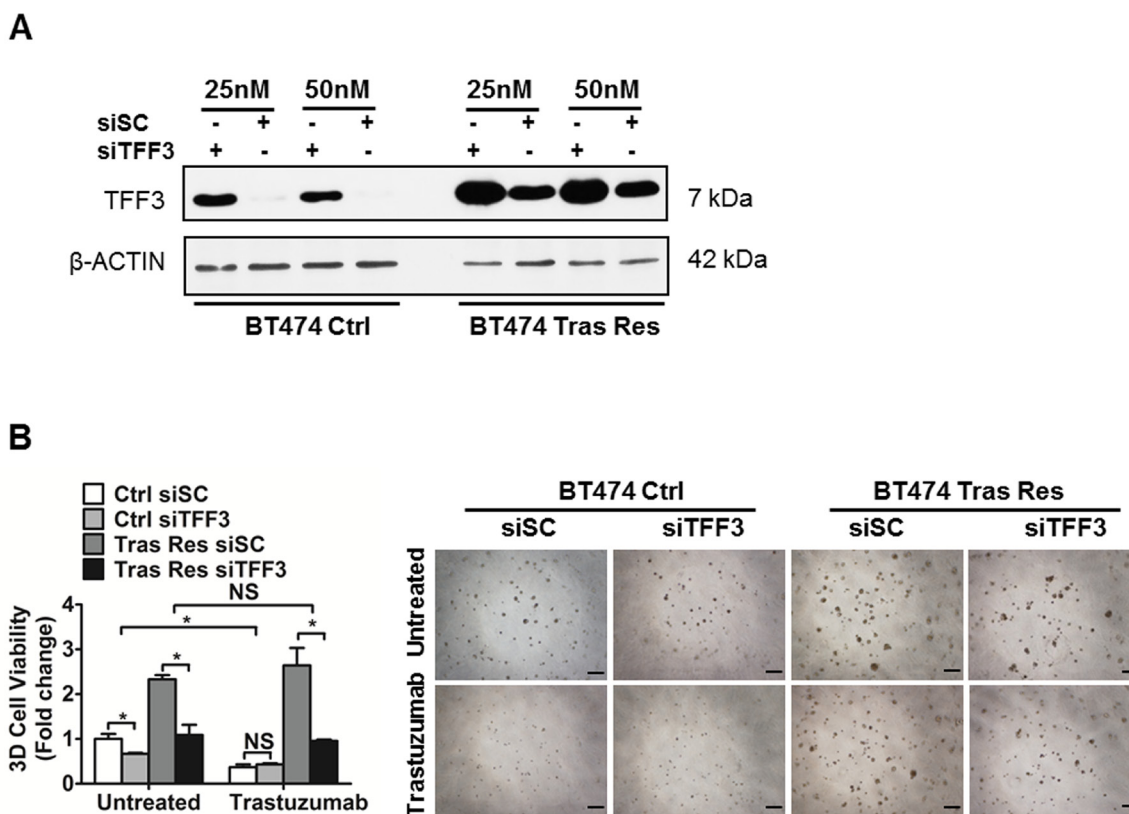 A
25nM 50nM 25nM 50nM
siSC - + - + - + - +
siTFF3 + - + - + - + -
TFF3 7 kDa
β-ACTIN 42 kDa
BT474 Ctrl BT474 Tras Res
B
Ctrl siSC
Ctrl siTFF3
Tras Res siSC
Tras Res siTFF3
3D Cell Viability
(Fold change)
4
3
2
1
0
NS
*
*
*
*
NS
Untreated Trastuzumab
BT474 Ctrl BT474 Tras Res
siSC siTFF3 siSC siTFF3
Untreated
Trastuzumab